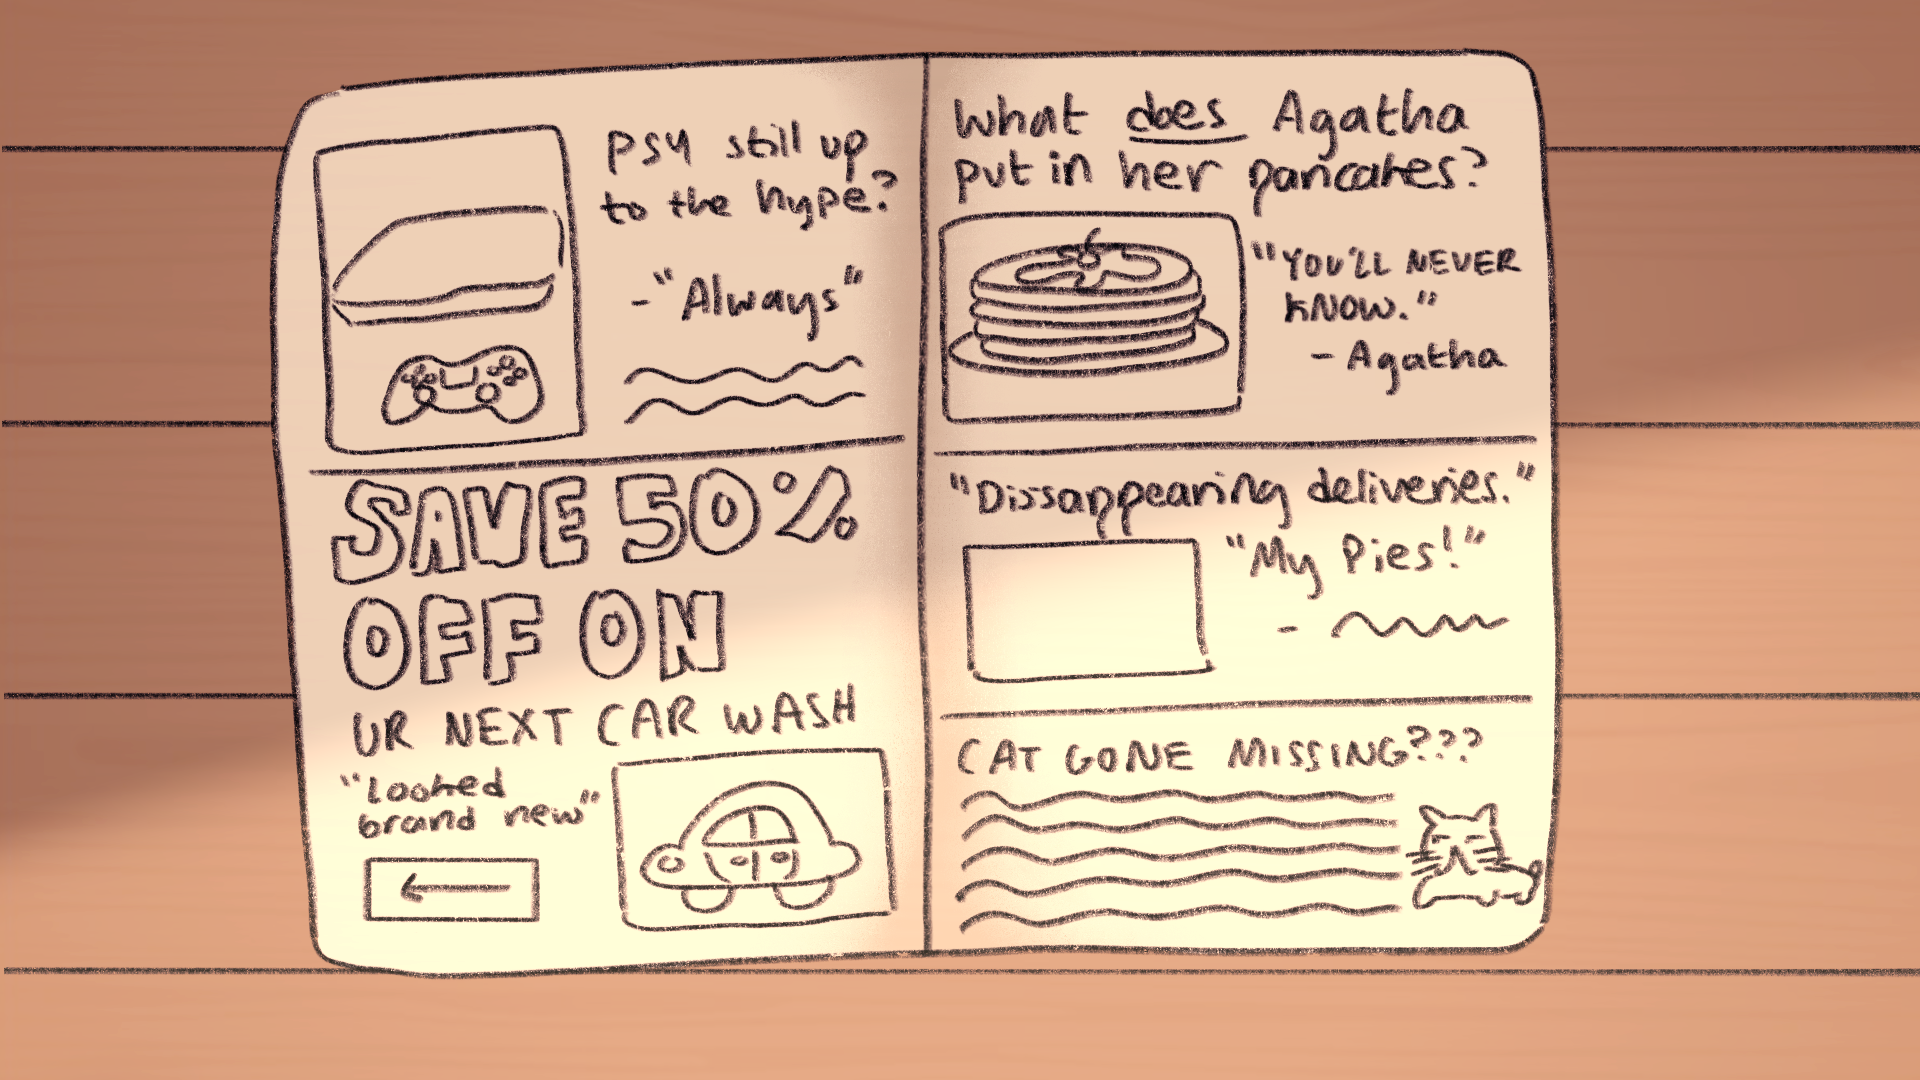 PS4 still up
to the hype?
-"Always"
SAVE 50%
OFF ON
UR NEXT CAR WASH
"Looked
brand new"
What does Agatha
put in her pancakes?
"YOU'LL NEVER
KNOW."
- Agatha
"Dissappearing deliveries."
"My Pies!"
-
CAT GONE MISSING???